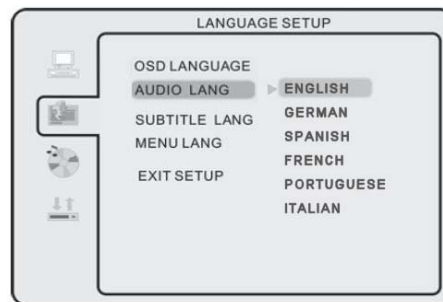 LANGUAGE SETUP
OSD LANGUAGE
AUDIO LANG
SUBTITLE LANG
MENU LANG
EXIT SETUP
ENGLISH
GERMAN
SPANISH
FRENCH
PORTUGUESE
ITALIAN